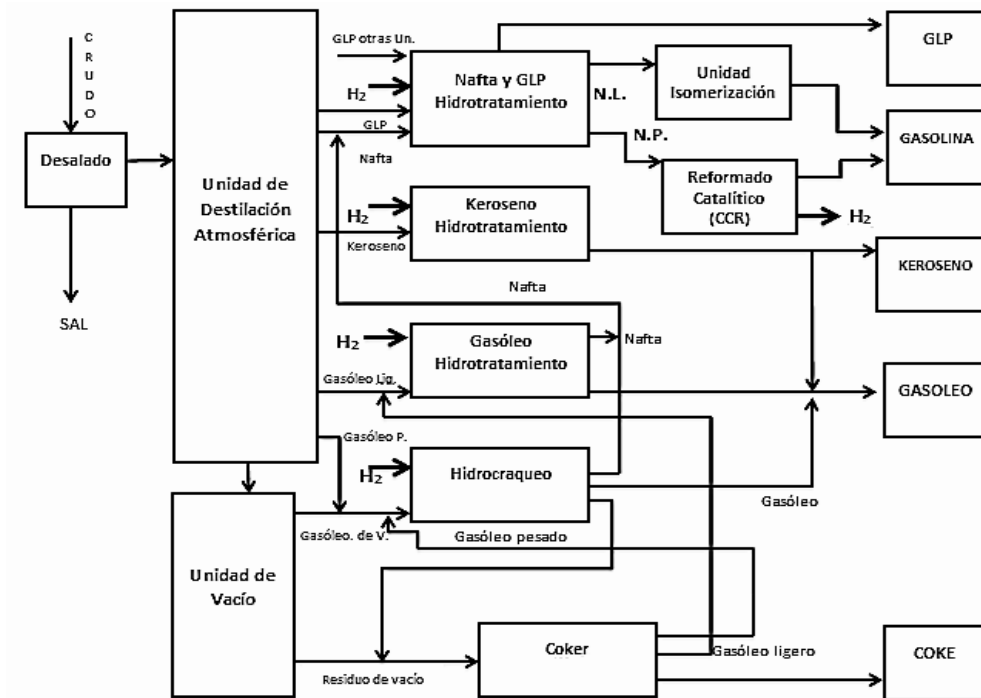 CRUDO
Desalado
SAL
Unidad de
Destilación
Atmosférica
GLP otras Un.
H₂
GLP
Nafta
Nafta y GLP
Hidrotratamiento
N.L.
N.P.
Unidad
Isomerización
Reformado
Catalítico
(CCR)
H₂
GLP
GASOLINA
H₂
Keroseno
Keroseno
Hidrotratamiento
KEROSENO
Nafta
H₂
Gasóleo Lig.
Gasóleo
Hidrotratamiento
Nafta
GASOLEO
Gasóleo P.
H₂
Hidrocraqueo
Gasóleo
Gasóleo. de V.
Gasóleo pesado
Unidad de
Vacío
Residuo de vacío
Coker
Gasóleo ligero
COKE